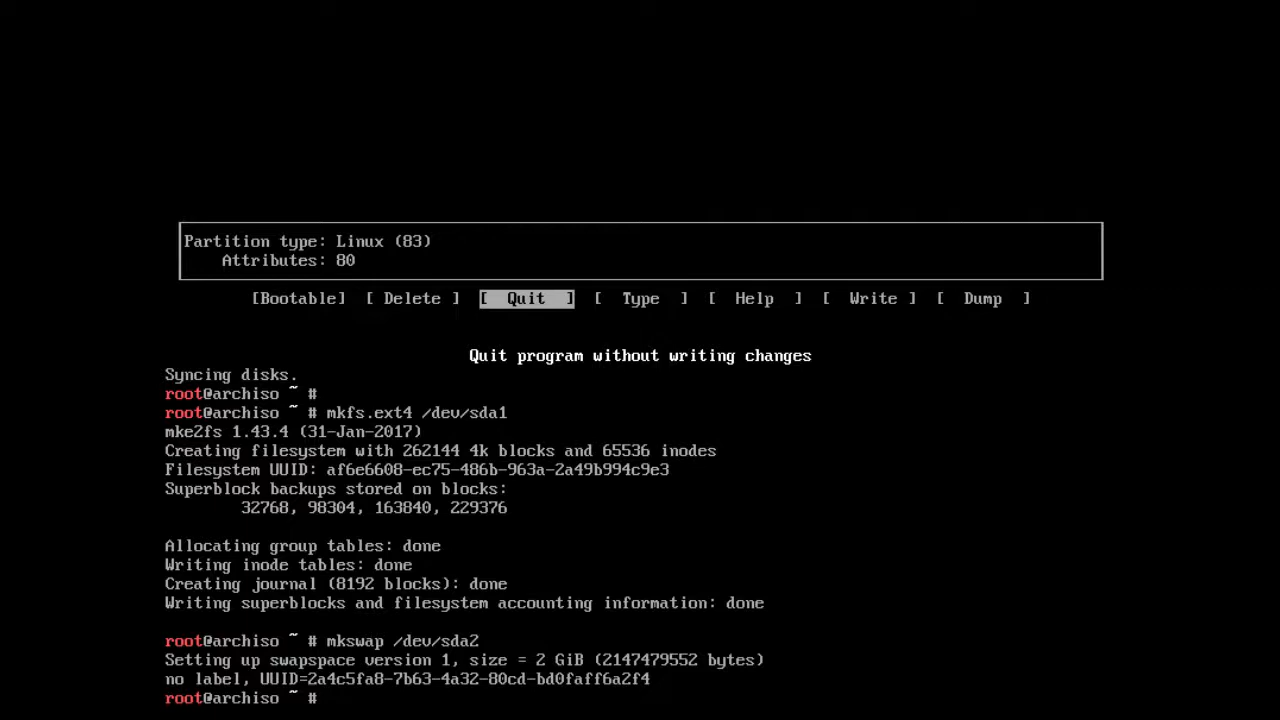 Partition type: Linux (83)
Attributes: 80
[Bootable] [ Delete ] [ Quit ] [ Type ] [ Help ] [ Write ] [ Dump ]
Quit program without writing changes
Syncing disks.
root@archiso ~ #
root@archiso ~ # mkfs.ext4 /dev/sda1
mke2fs 1.43.4 (31-Jan-2017)
Creating filesystem with 262144 4k blocks and 65536 inodes
Filesystem UUID: af6e6608-ec75-486b-963a-2a49b994c9e3
Superblock backups stored on blocks:
32768, 98304, 163840, 229376
Allocating group tables: done
Writing inode tables: done
Creating journal (8192 blocks): done
Writing superblocks and filesystem accounting information: done
root@archiso ~ # mkswap /dev/sda2
Setting up swapspace version 1, size = 2 GiB (2147479552 bytes)
no label, UUID=2a4c5fa8-7b63-4a32-80cd-bd0faff6a2f4
root@archiso ~ #